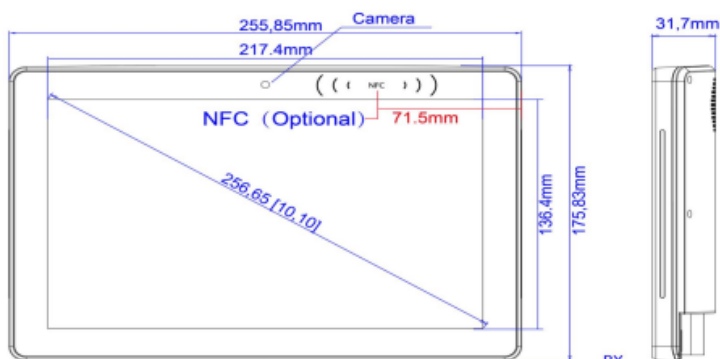 Camera
255,85mm
31,7mm
217.4mm
NFC
NFC (Optional)
71.5mm
256,65 [10,10]
136.4mm
175,83mm